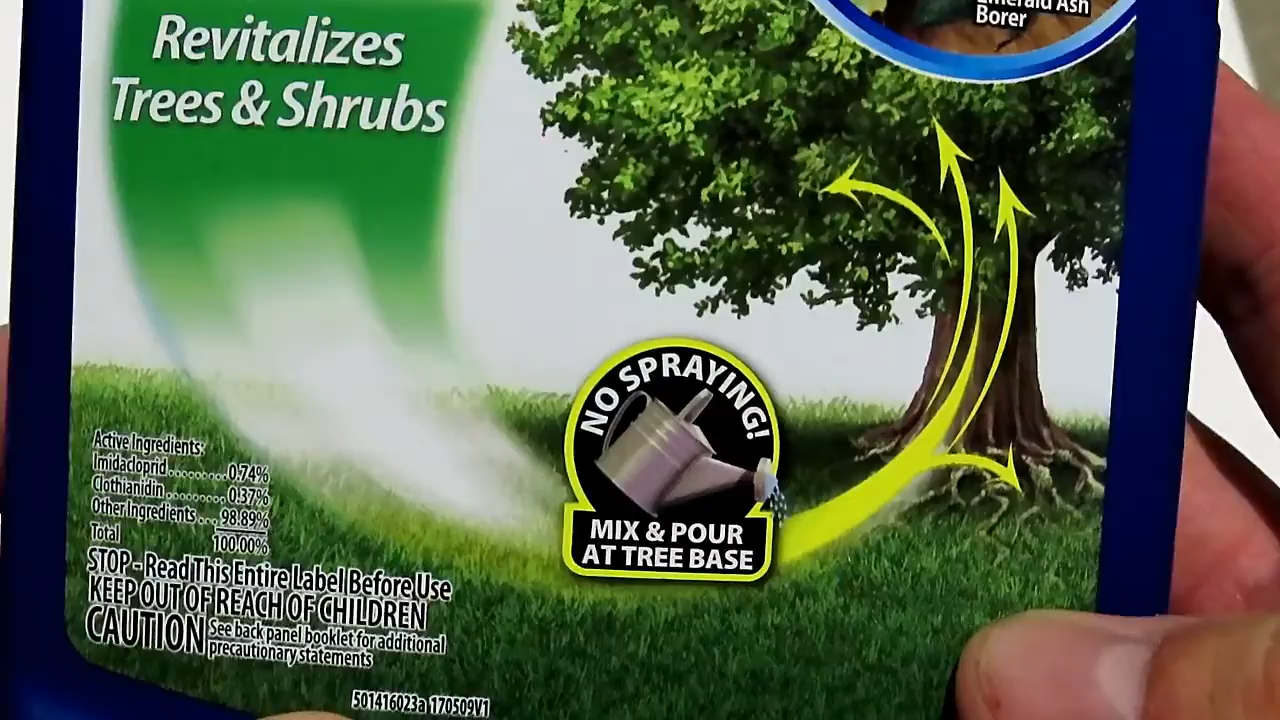 Emerald Ash
Borer
Revitalizes
Trees & Shrubs
NO SPRAYING!
MIX & POUR
AT TREE BASE
Active Ingredients:
Imidacloprid.........0.74%
Clothianidin.........0.37%
Other Ingredients...98.89%
Total 100.00%
STOP - Read This Entire Label Before Use
KEEP OUT OF REACH OF CHILDREN
CAUTION See back panel booklet for additional
precautionary statements
501416023a 170509V1